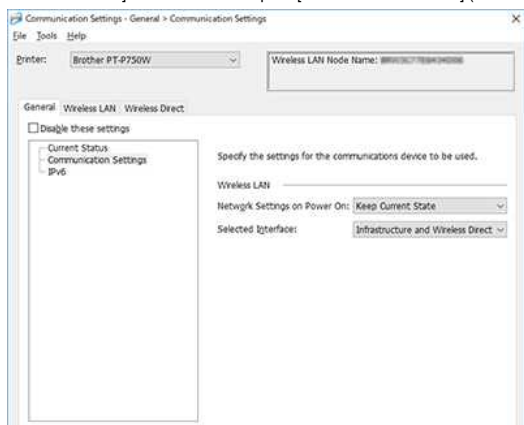 Communication Settings - General > Communication Settings
File Tools Help
Printer: Brother PT-P750W
Wireless LAN Node Name:
General Wireless LAN Wireless Direct
Disable these settings
Current Status
Communication Settings
IPv6
Specify the settings for the communications device to be used.
Wireless LAN
Network Settings on Power On: Keep Current State
Selected Interface: Infrastructure and Wireless Direct